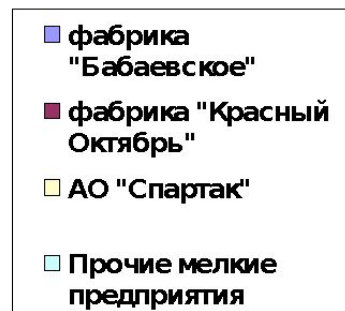 фабрика
"Бабаевское"
фабрика "Красный
Октябрь"
АО "Спартак"
Прочие мелкие
предприятия